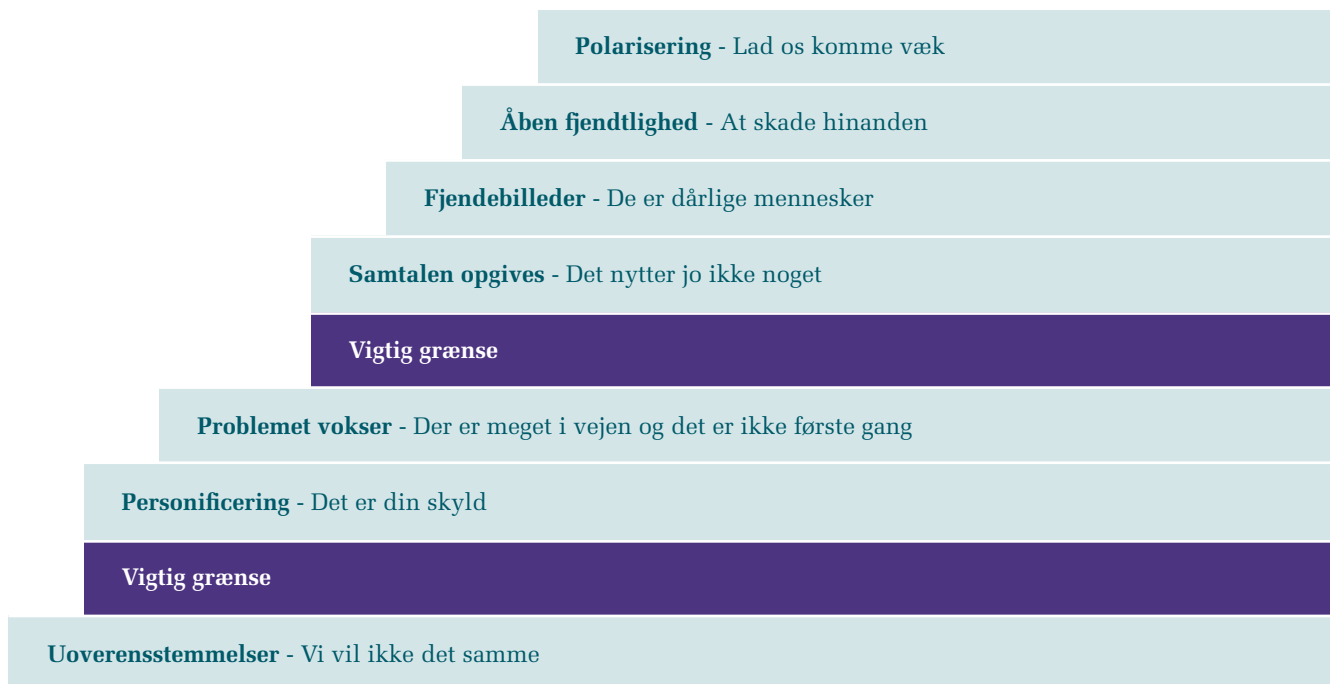 Polarisering - Lad os komme væk
Åben fjendtlighed - At skade hinanden
Fjendebilleder - De er dårlige mennesker
Samtalen opgives - Det nytter jo ikke noget
Vigtig grænse
Problemet vokser - Der er meget i vejen og det er ikke første gang
Personificering - Det er din skyld
Vigtig grænse
Uoverensstemmelser - Vi vil ikke det samme